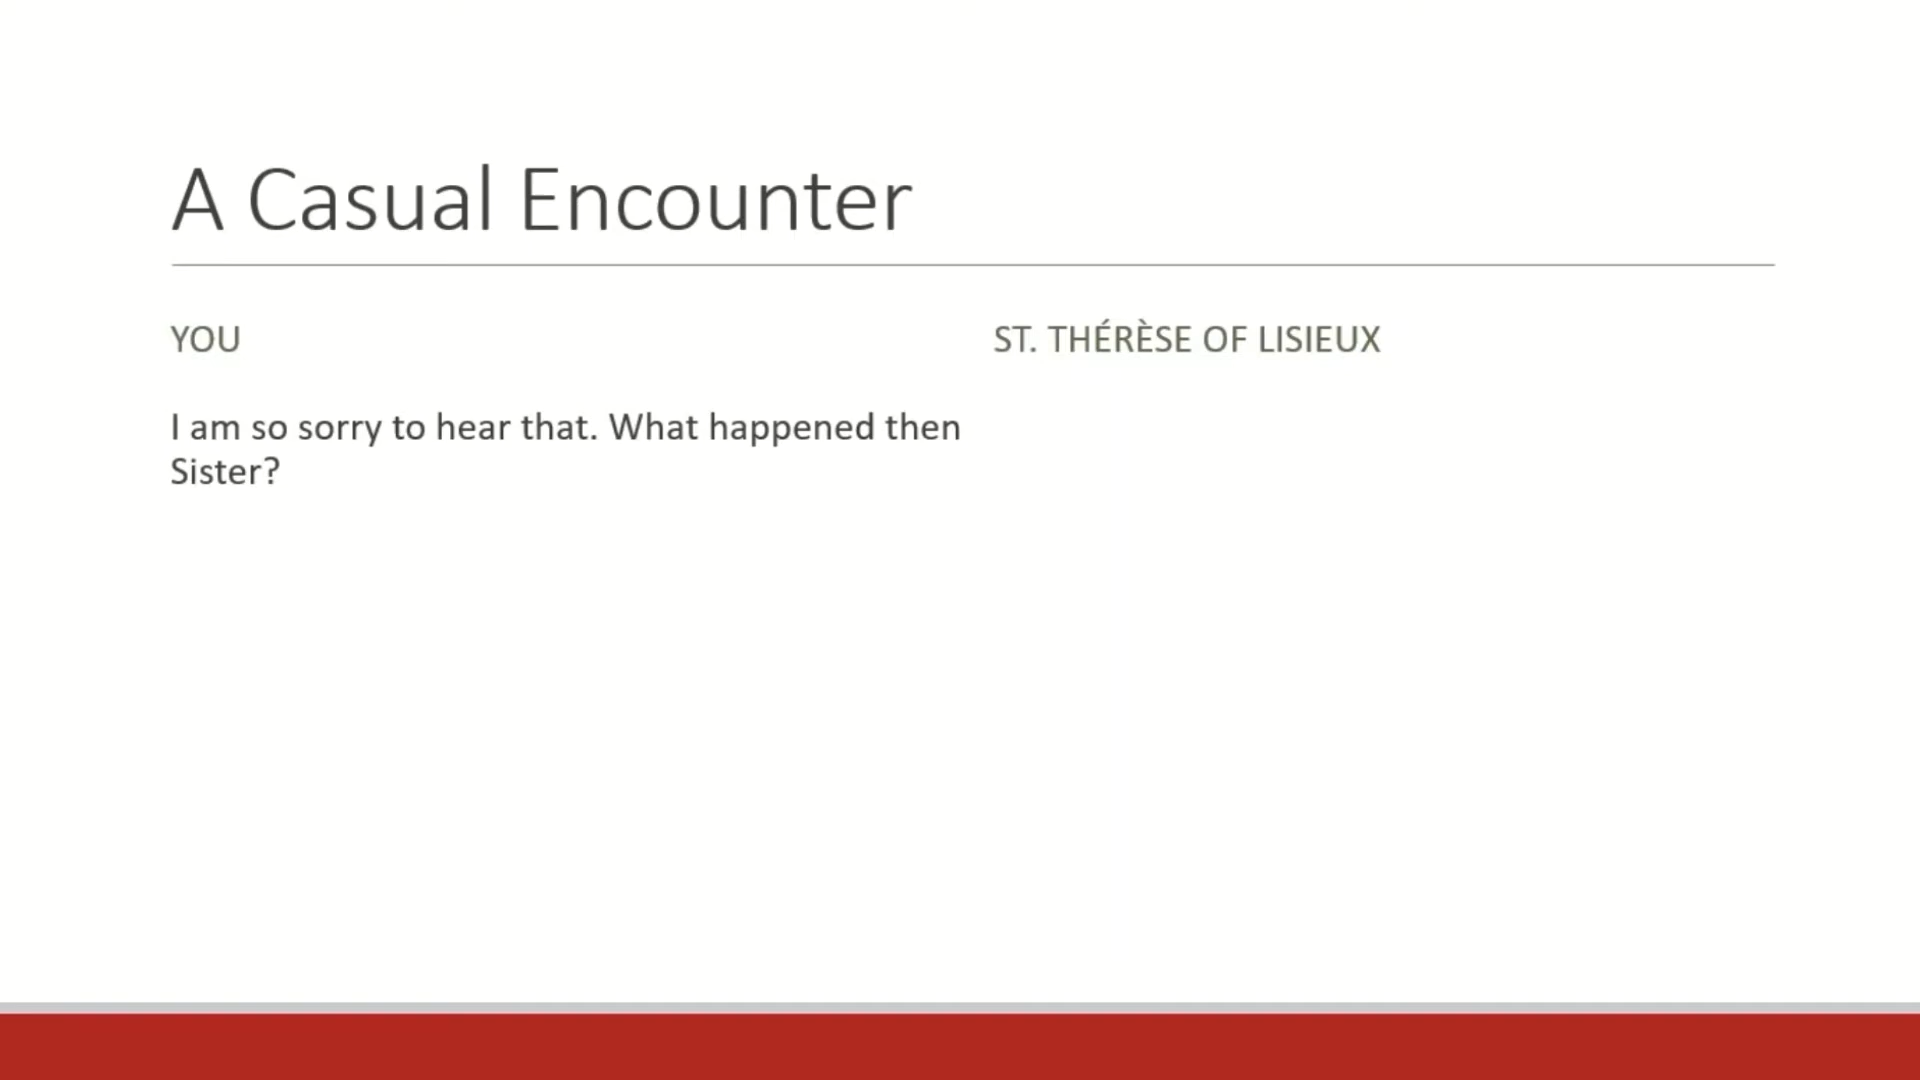 A Casual Encounter
YOU
I am so sorry to hear that. What happened then
Sister?
ST. THÉRÈSE OF LISIEUX